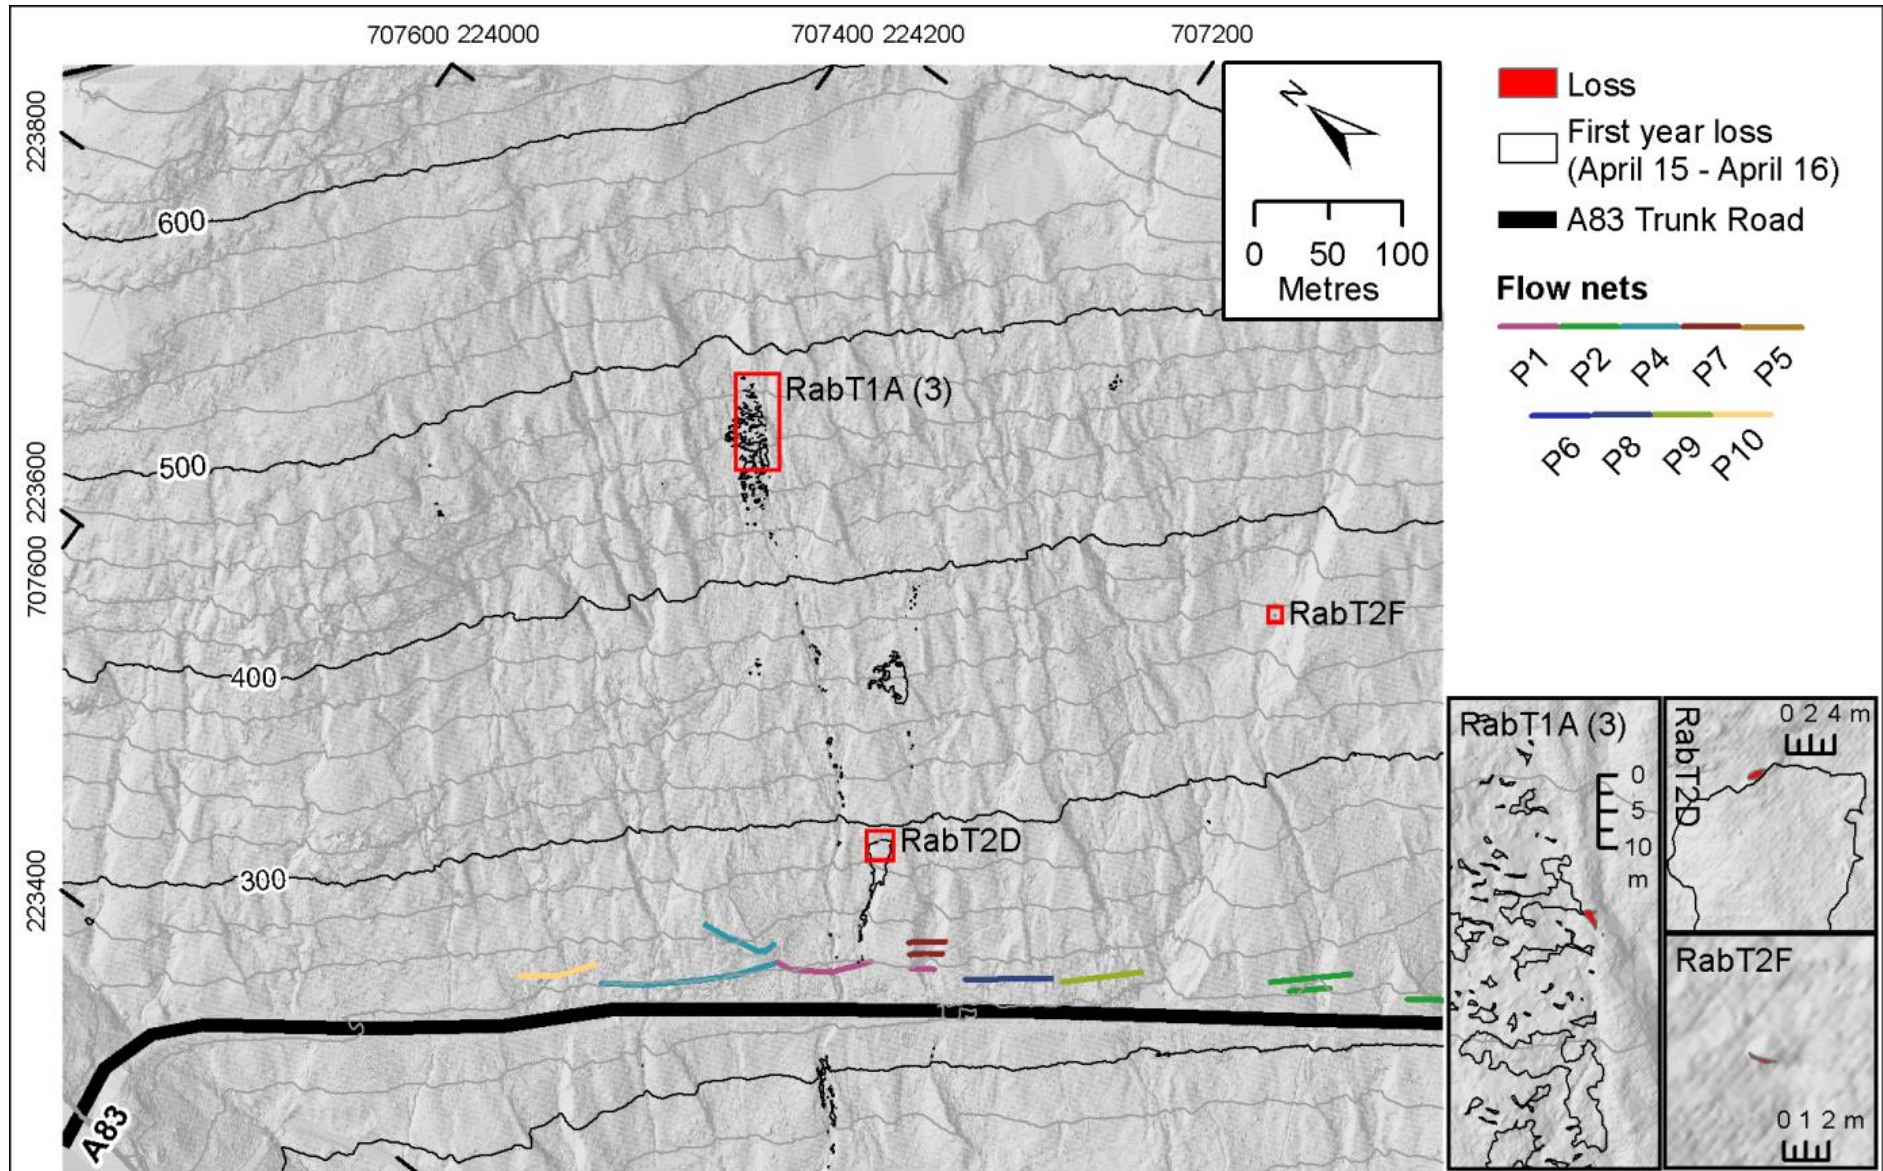 707600 224000
707400 224200
707200
223800
223600
707600
223400
N
0 50 100
Metres
600
500
400
300
RabT1A (3)
RabT2F
RabT2D
A83
Loss
First year loss
(April 15 - April 16)
A83 Trunk Road
Flow nets
P1 P2 P4 P7 P5
P6 P8 P9 P10
RabT1A (3)
0
5
10
m
RabT2D
0 2 4 m
RabT2F
0 1 2 m